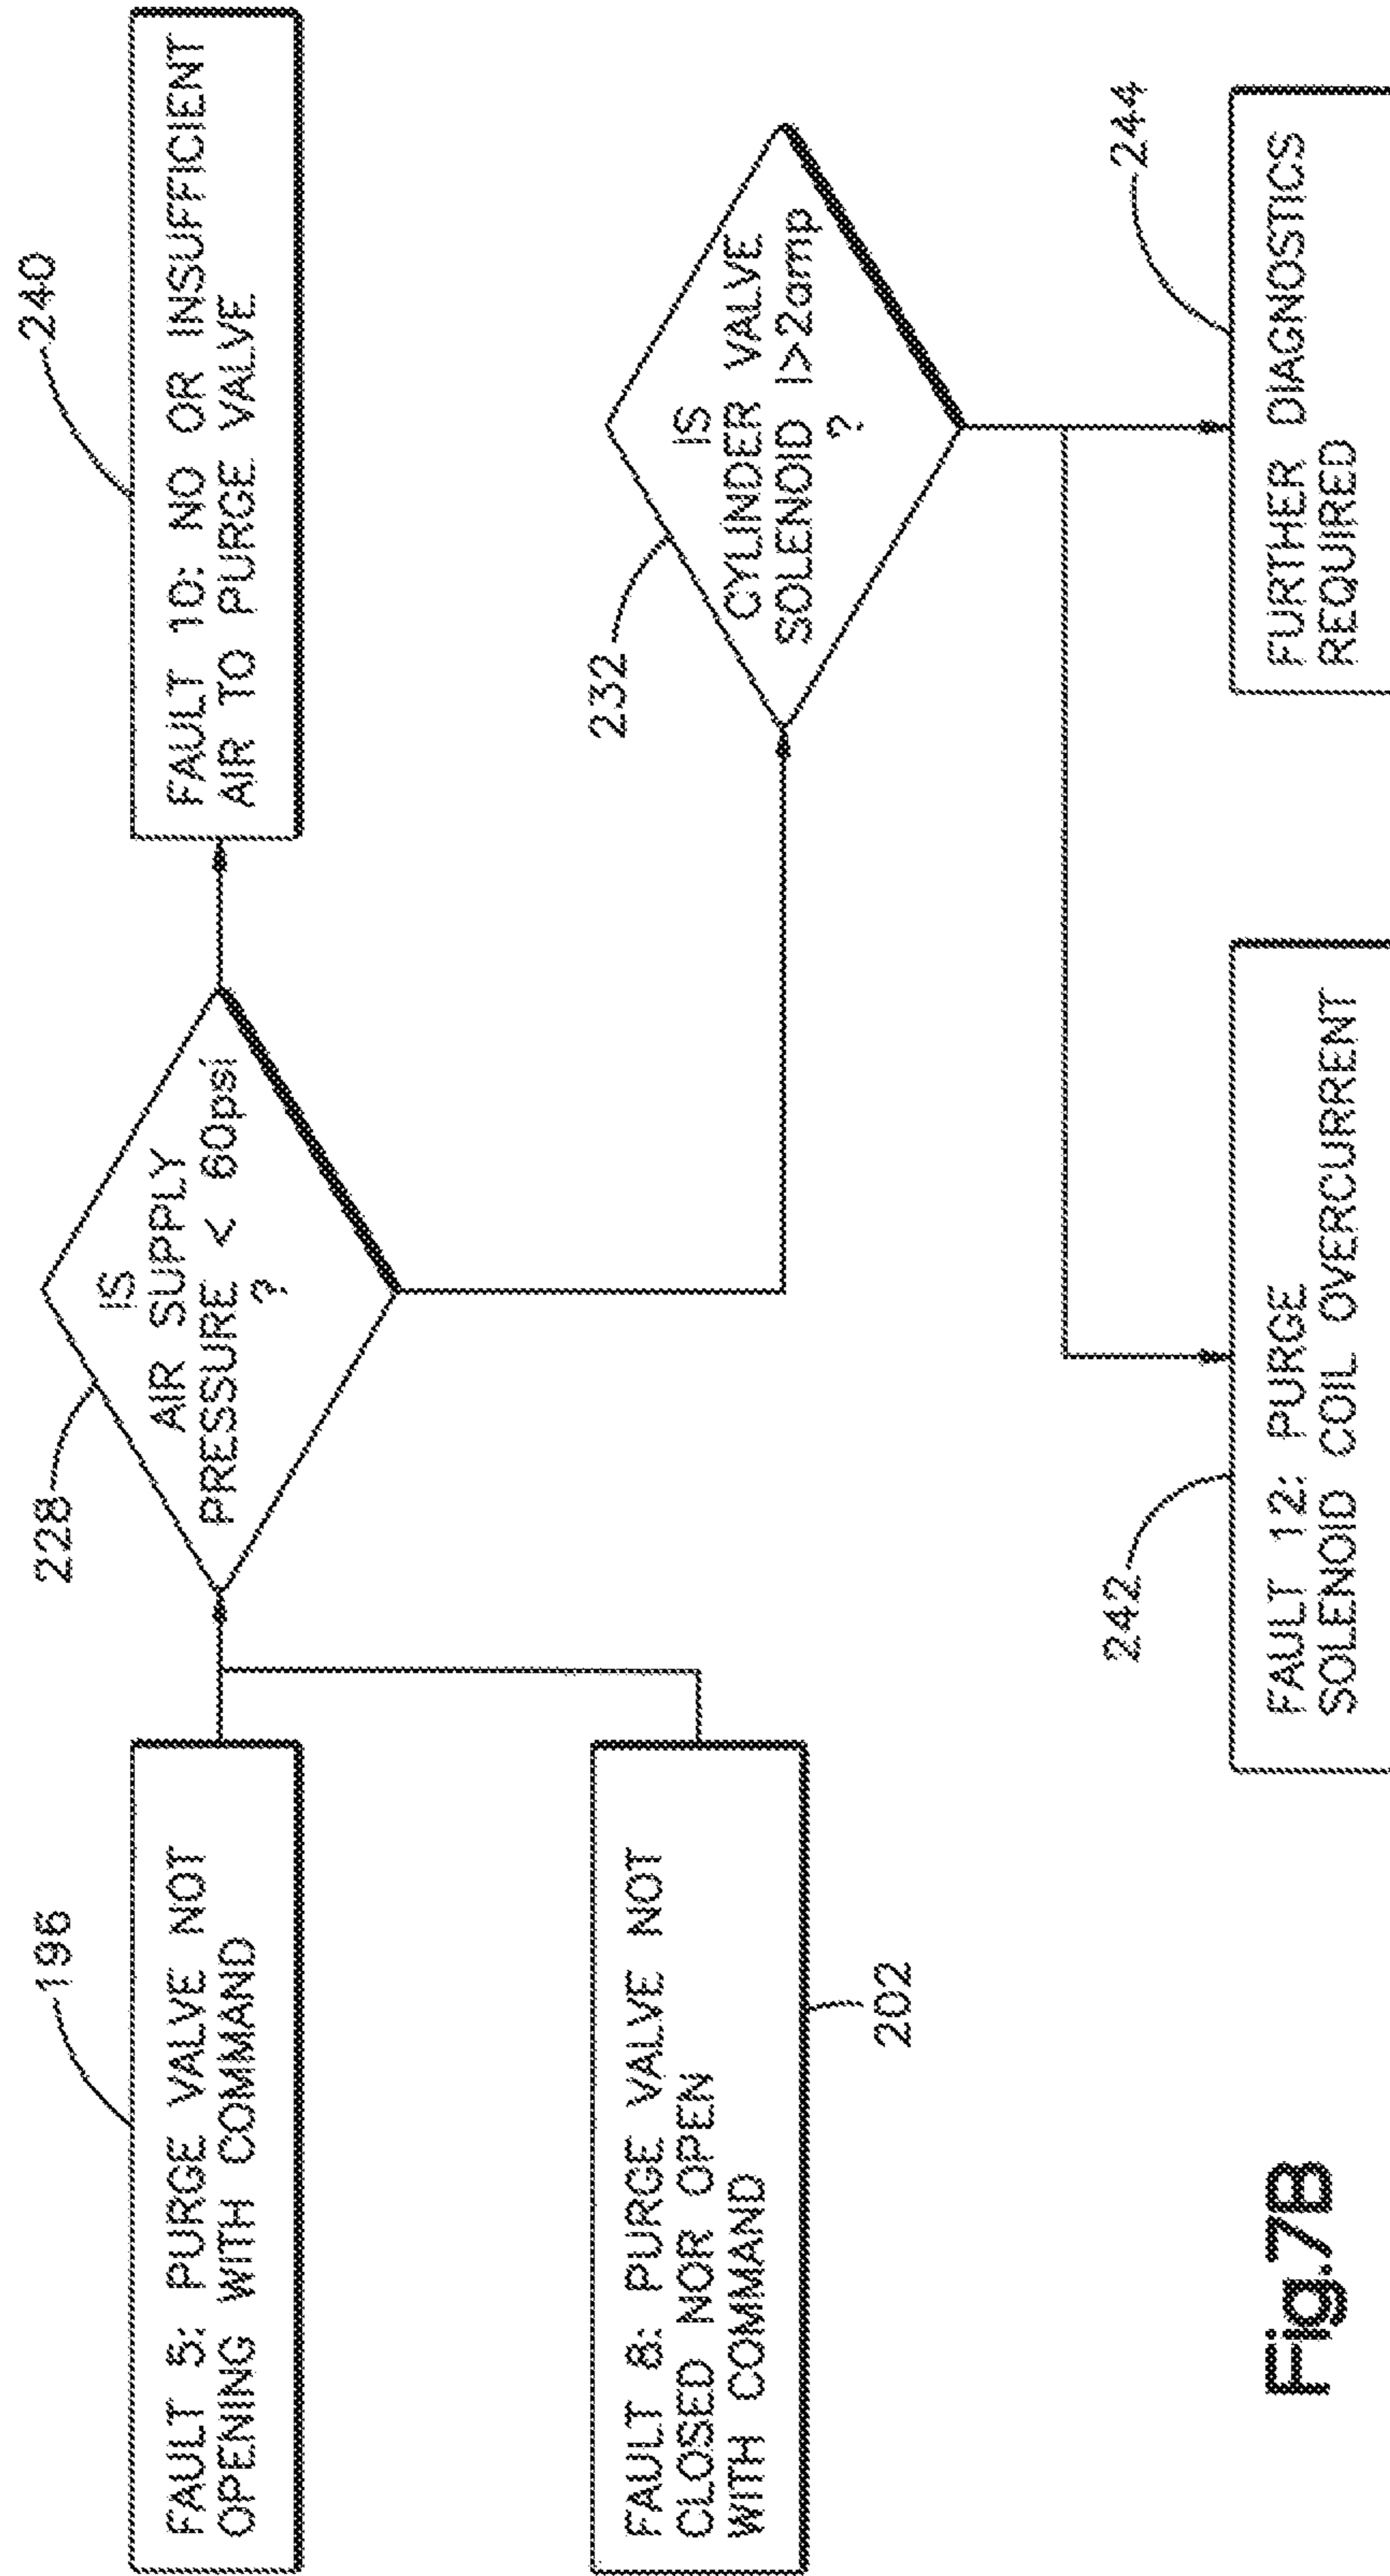 196
FAULT 5: PURGE VALVE NOT
OPENING WITH COMMAND
228
IS
AIR SUPPLY
PRESSURE < 60psi
?
240
FAULT 10: NO OR INSUFFICIENT
AIR TO PURGE VALVE
FAULT 8: PURGE VALVE NOT
CLOSED NOR OPEN
WITH COMMAND
202
232
IS
CYLINDER VALVE
SOLENOID I>2amp
?
242
FAULT 12: PURGE
SOLENOID COIL OVERCURRENT
244
FURTHER DIAGNOSTICS
REQUIRED
Fig.7B